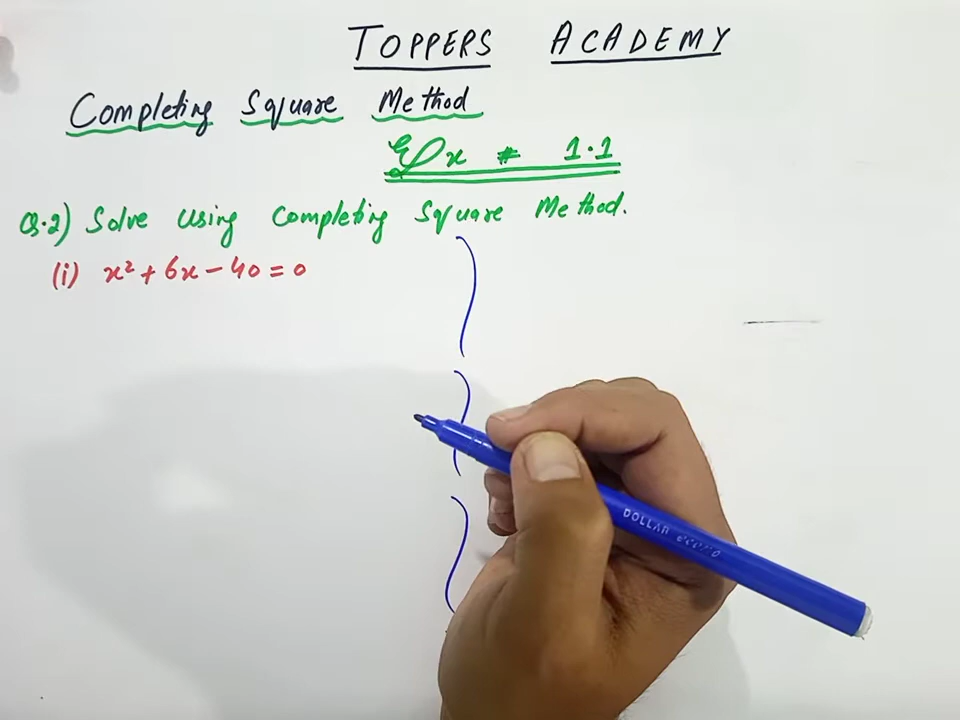 TOPPERS ACADEMY
Completing Square Method
Ex # 1.1
Q.2) Solve using Completing Square Method.
(i) x² + 6x - 40 = 0
DOLLAR